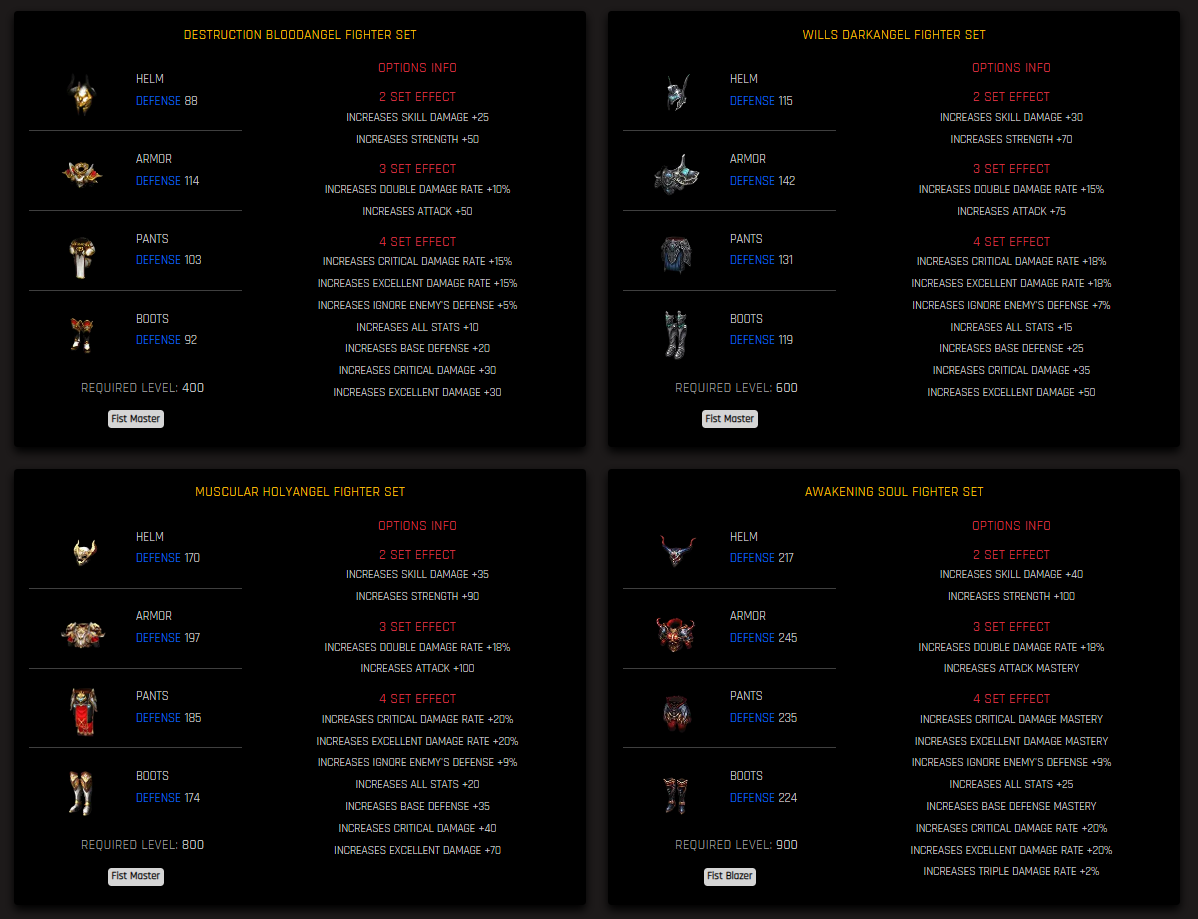 DESTRUCTION BLOODANGEL FIGHTER SET
HELM
DEFENSE 88
ARMOR
DEFENSE 114
PANTS
DEFENSE 103
BOOTS
DEFENSE 92
REQUIRED LEVEL: 400
Fist Master
OPTIONS INFO
2 SET EFFECT
INCREASES SKILL DAMAGE +25
INCREASES STRENGTH +50
3 SET EFFECT
INCREASES DOUBLE DAMAGE RATE +10%
INCREASES ATTACK +50
4 SET EFFECT
INCREASES CRITICAL DAMAGE RATE +15%
INCREASES EXCELLENT DAMAGE RATE +15%
INCREASES IGNORE ENEMY'S DEFENSE +5%
INCREASES ALL STATS +10
INCREASES BASE DEFENSE +20
INCREASES CRITICAL DAMAGE +30
INCREASES EXCELLENT DAMAGE +30
WILLS DARKANGEL FIGHTER SET
HELM
DEFENSE 115
ARMOR
DEFENSE 142
PANTS
DEFENSE 131
BOOTS
DEFENSE 119
REQUIRED LEVEL: 600
Fist Master
OPTIONS INFO
2 SET EFFECT
INCREASES SKILL DAMAGE +30
INCREASES STRENGTH +70
3 SET EFFECT
INCREASES DOUBLE DAMAGE RATE +15%
INCREASES ATTACK +75
4 SET EFFECT
INCREASES CRITICAL DAMAGE RATE +18%
INCREASES EXCELLENT DAMAGE RATE +18%
INCREASES IGNORE ENEMY'S DEFENSE +7%
INCREASES ALL STATS +15
INCREASES BASE DEFENSE +25
INCREASES CRITICAL DAMAGE +35
INCREASES EXCELLENT DAMAGE +50
MUSCULAR HOLYANGEL FIGHTER SET
HELM
DEFENSE 170
ARMOR
DEFENSE 197
PANTS
DEFENSE 185
BOOTS
DEFENSE 174
REQUIRED LEVEL: 800
Fist Master
OPTIONS INFO
2 SET EFFECT
INCREASES SKILL DAMAGE +35
INCREASES STRENGTH +90
3 SET EFFECT
INCREASES DOUBLE DAMAGE RATE +18%
INCREASES ATTACK +100
4 SET EFFECT
INCREASES CRITICAL DAMAGE RATE +20%
INCREASES EXCELLENT DAMAGE RATE +20%
INCREASES IGNORE ENEMY'S DEFENSE +9%
INCREASES ALL STATS +20
INCREASES BASE DEFENSE +35
INCREASES CRITICAL DAMAGE +40
INCREASES EXCELLENT DAMAGE +70
AWAKENING SOUL FIGHTER SET
HELM
DEFENSE 217
ARMOR
DEFENSE 245
PANTS
DEFENSE 235
BOOTS
DEFENSE 224
REQUIRED LEVEL: 900
Fist Blazer
OPTIONS INFO
2 SET EFFECT
INCREASES SKILL DAMAGE +40
INCREASES STRENGTH +100
3 SET EFFECT
INCREASES DOUBLE DAMAGE RATE +18%
INCREASES ATTACK MASTERY
4 SET EFFECT
INCREASES CRITICAL DAMAGE MASTERY
INCREASES EXCELLENT DAMAGE MASTERY
INCREASES IGNORE ENEMY'S DEFENSE +9%
INCREASES ALL STATS +25
INCREASES BASE DEFENSE MASTERY
INCREASES CRITICAL DAMAGE RATE +20%
INCREASES EXCELLENT DAMAGE RATE +20%
INCREASES TRIPLE DAMAGE RATE +2%